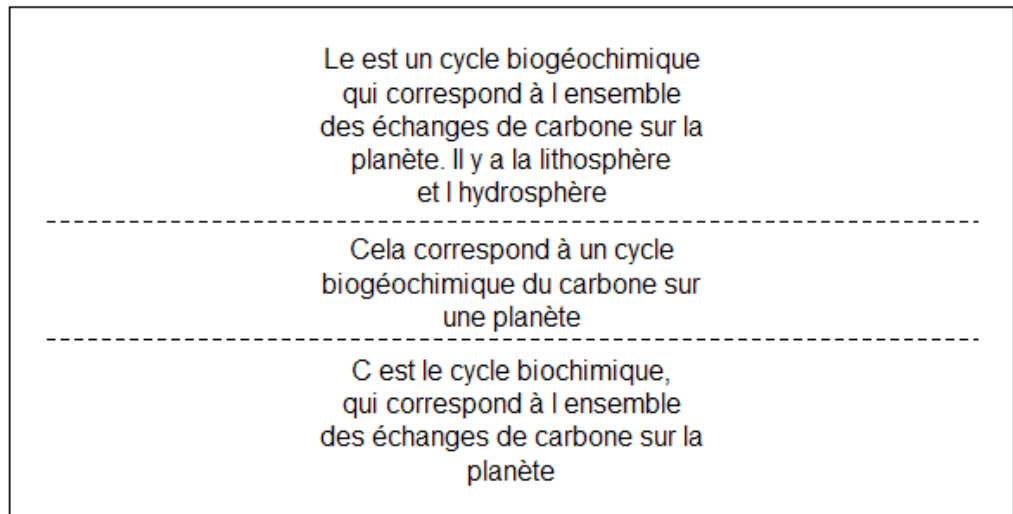 Le est un cycle biogéochimique
qui correspond à l ensemble
des échanges de carbone sur la
planète. Il y a la lithosphère
et l hydrosphère
Cela correspond à un cycle
biogéochimique du carbone sur
une planète
C est le cycle biochimique,
qui correspond à l ensemble
des échanges de carbone sur la
planète